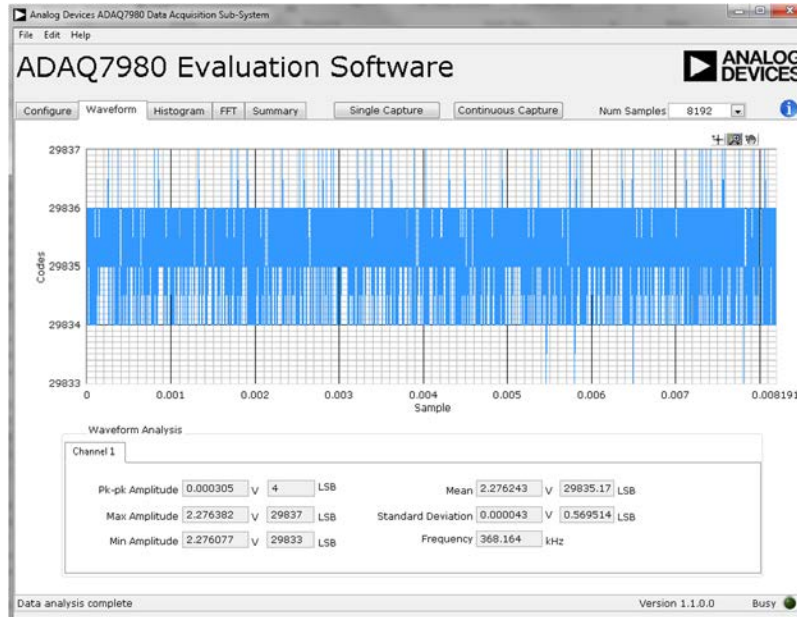 Analog Devices ADAQ7980 Data Acquisition Sub-System
File Edit Help
ADAQ7980 Evaluation Software
ANALOG
DEVICES
Configure Waveform Histogram FFT Summary Single Capture Continuous Capture Num Samples 8192
29837
29836
29835
29834
29833
Codes
0 0.001 0.002 0.003 0.004 0.005 0.006 0.007 0.008191
Sample
Waveform Analysis
Channel 1
Pk-pk Amplitude 0.000305 V 4 LSB Mean 2.276243 V 29835.17 LSB
Max Amplitude 2.276382 V 29837 LSB Standard Deviation 0.000043 V 0.569514 LSB
Min Amplitude 2.276077 V 29833 LSB Frequency 368.164 kHz
Data analysis complete Version 1.1.0.0 Busy